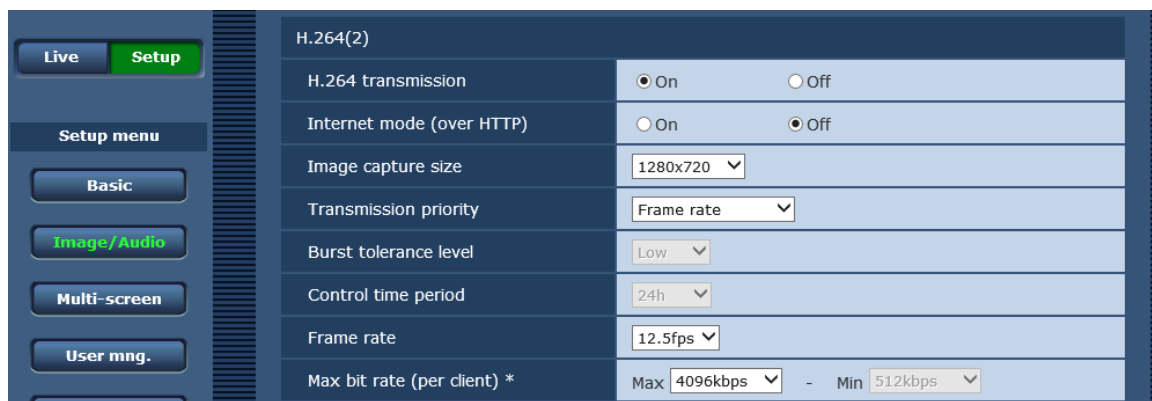 Live Setup
Setup menu
Basic
Image/Audio
Multi-screen
User mng.
H.264(2)
H.264 transmission On Off
Internet mode (over HTTP) On Off
Image capture size 1280x720
Transmission priority Frame rate
Burst tolerance level Low
Control time period 24h
Frame rate 12.5fps
Max bit rate (per client) * Max 4096kbps - Min 512kbps